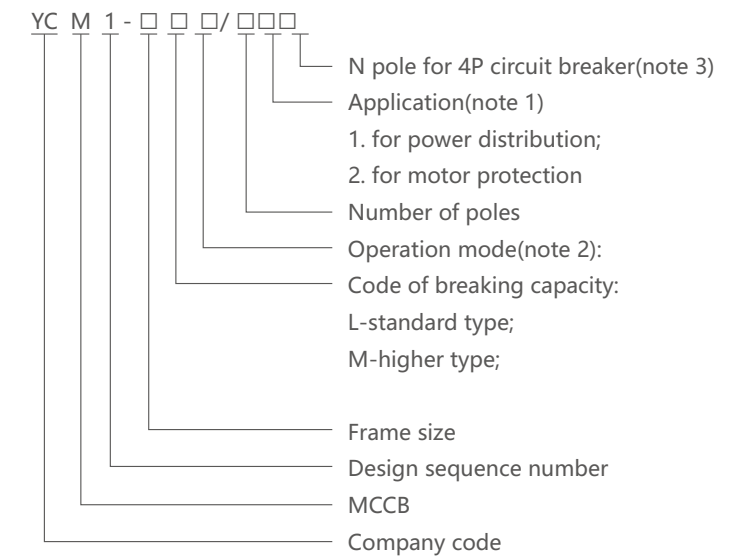 YC M 1 - □ □ □/ □□□
N pole for 4P circuit breaker(note 3)
Application(note 1)
1. for power distribution;
2. for motor protection
Number of poles
Operation mode(note 2):
Code of breaking capacity:
L-standard type;
M-higher type;
Frame size
Design sequence number
MCCB
Company code